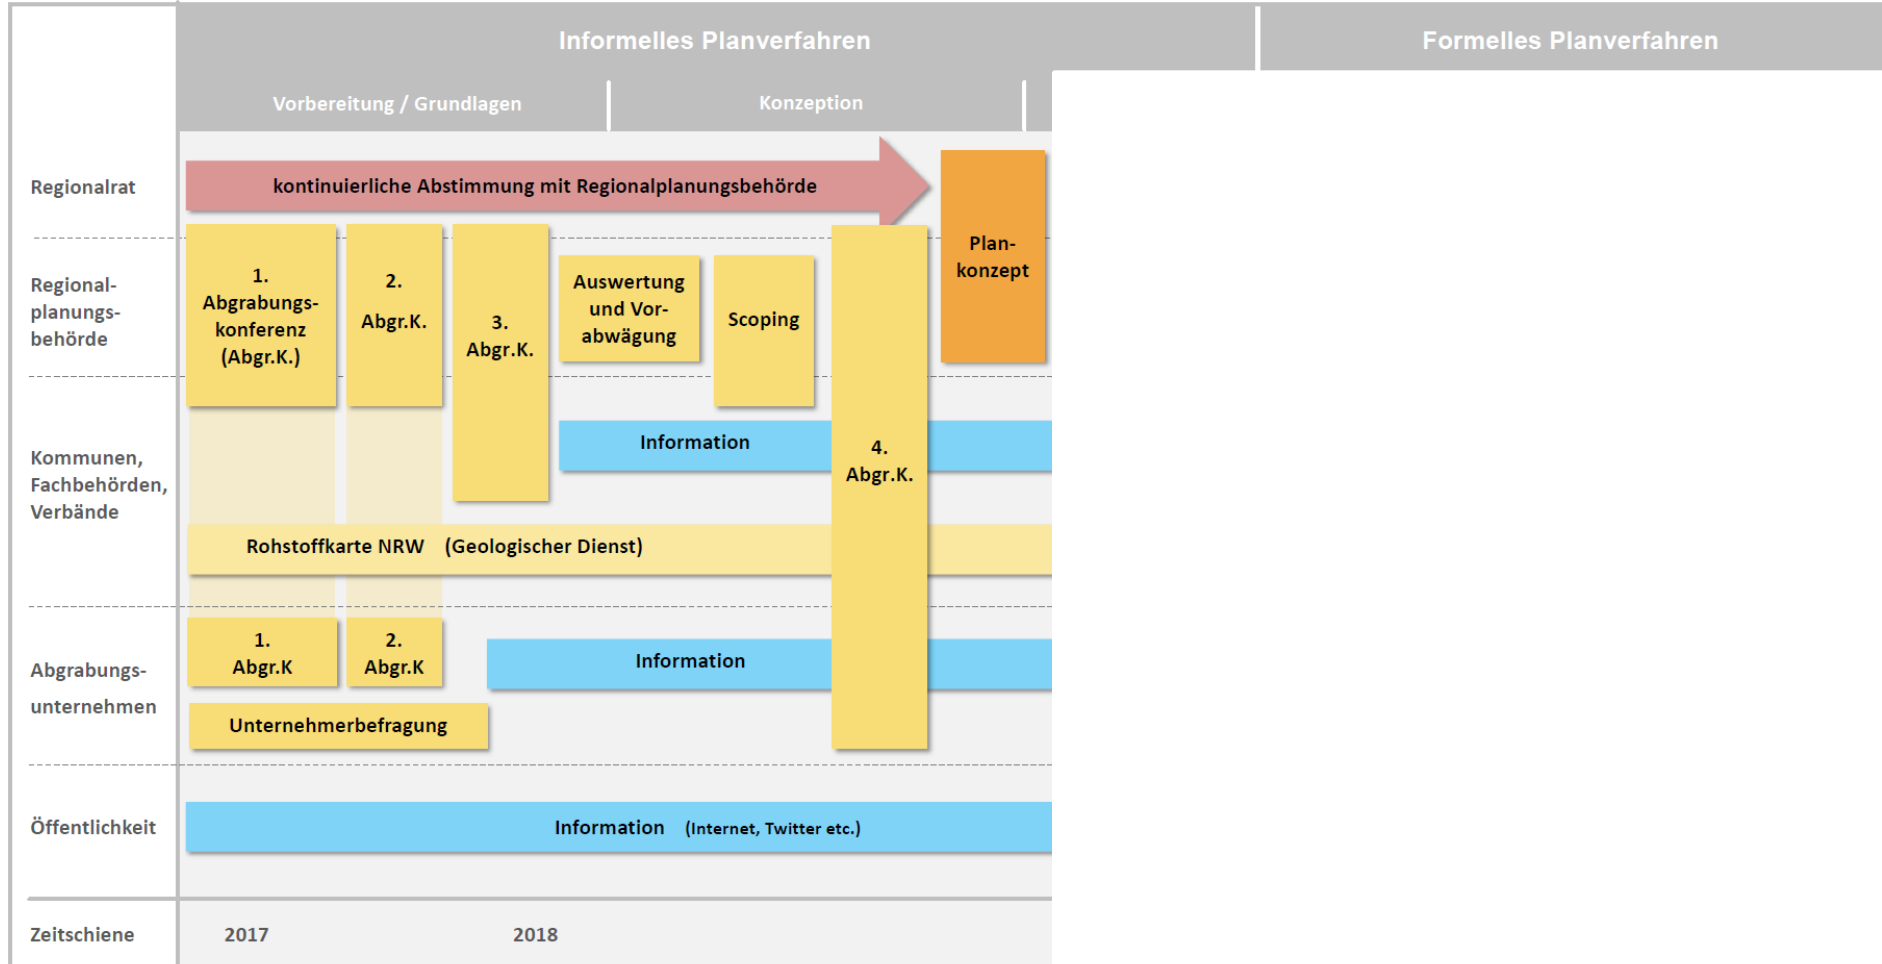 Informelles Planverfahren
Formelles Planverfahren
Vorbereitung / Grundlagen
Konzeption
Regionalrat
kontinuierliche Abstimmung mit Regionalplanungsbehörde
Plan-
konzept
Regional-
planungs-
behörde
1.
Abgrabungs-
konferenz
(Abgr.K.)
2.
Abgr.K.
3.
Abgr.K.
Auswertung
und Vor-
abwägung
Scoping
4.
Abgr.K.
Kommunen,
Fachbehörden,
Verbände
Information
Rohstoffkarte NRW (Geologischer Dienst)
Abgrabungs-
unternehmen
1.
Abgr.K
2.
Abgr.K
Information
Unternehmerbefragung
Öffentlichkeit
Information (Internet, Twitter etc.)
Zeitschiene
2017
2018